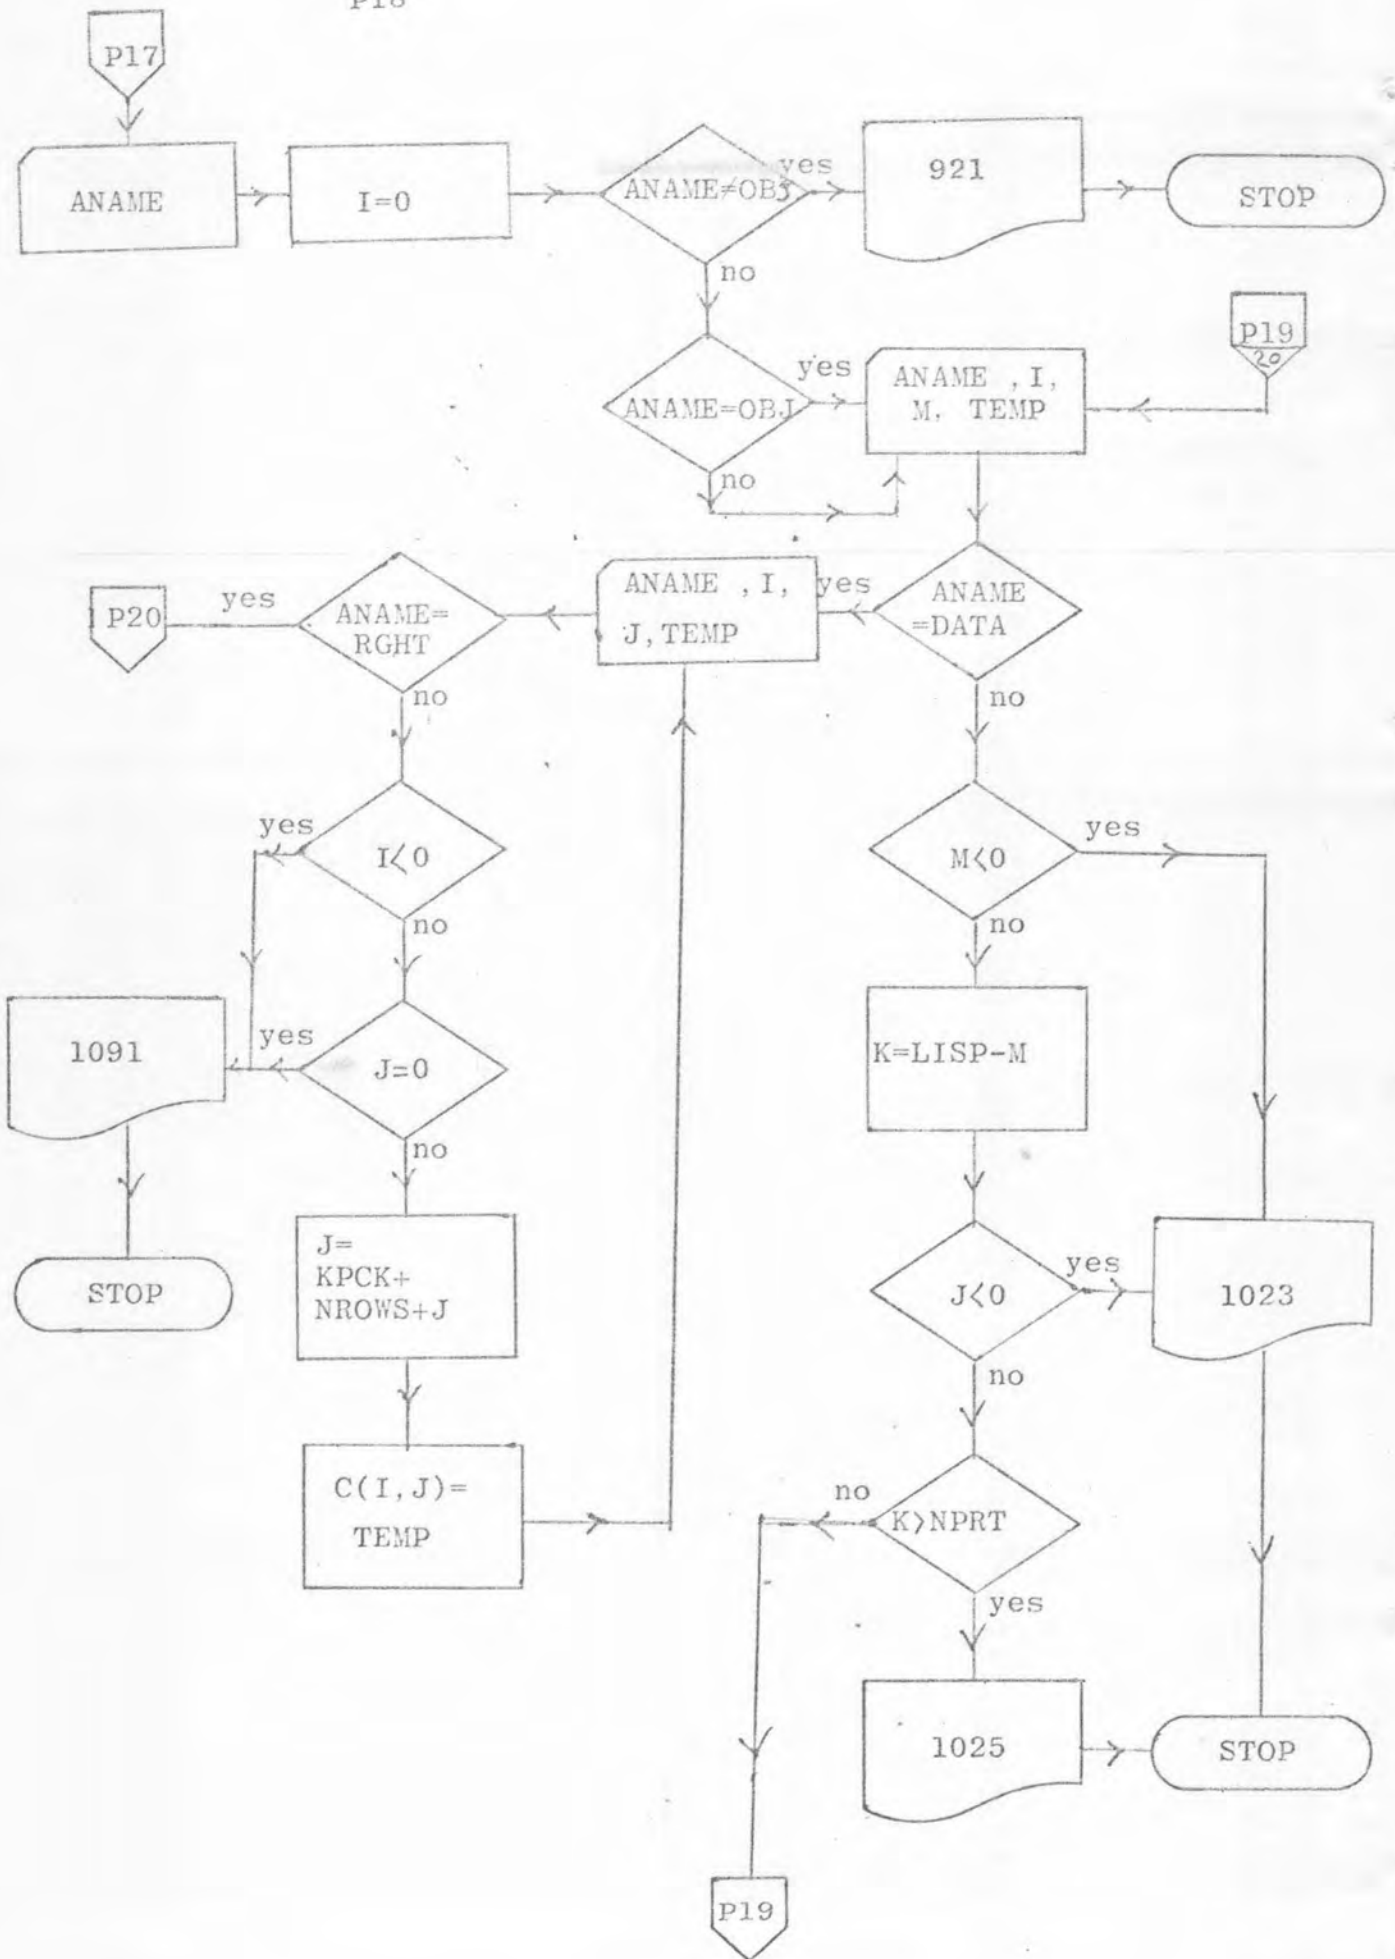 P18
P17
ANAME
I=0
ANAME≠OBJ
yes
921
STOP
no
P19
20
ANAME=OBJ
yes
ANAME , I,
M, TEMP
no
P20
yes
ANAME=
RGHT
ANAME , I,
J,TEMP
yes
ANAME
=DATA
no
no
yes
I<0
M<0
yes
no
no
1091
yes
J=0
K=LISP-M
no
STOP
J=
KPCK+
NROWS+J
J<0
yes
1023
no
C(I,J)=
TEMP
no
K>NPRT
yes
1025
STOP
P19